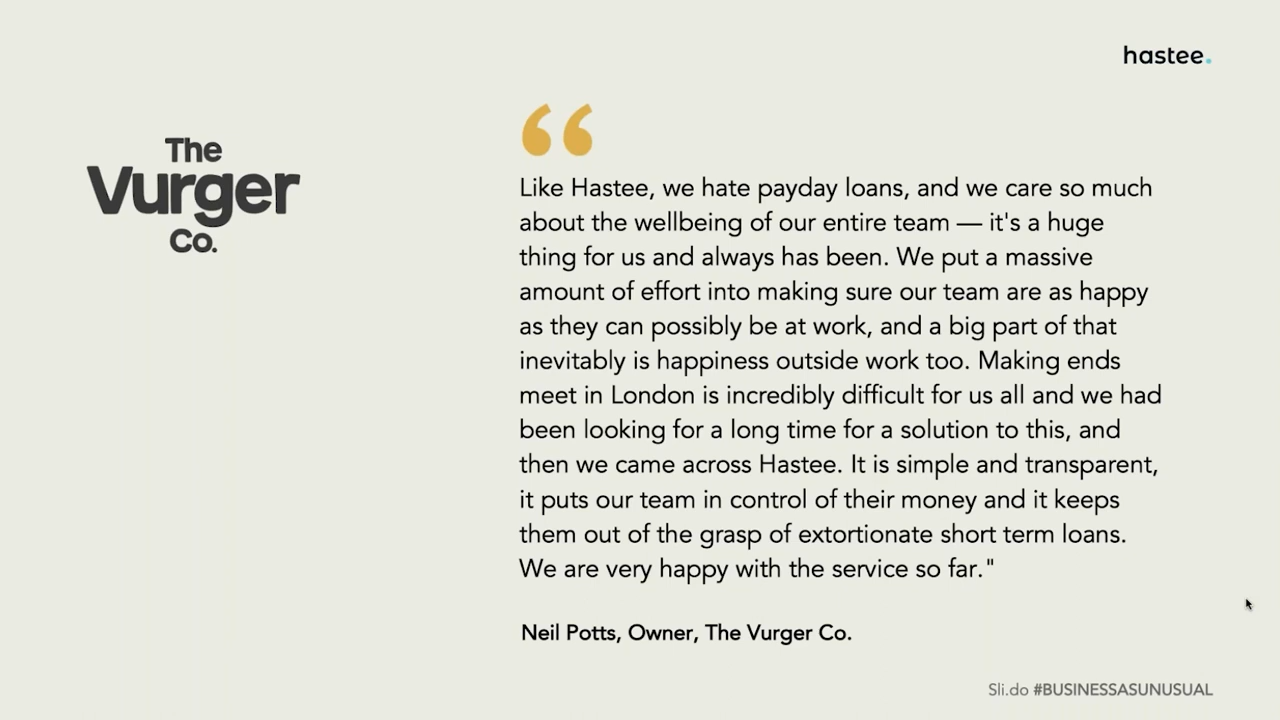 hastee.
The
Vurger
Co.
“
Like Hastee, we hate payday loans, and we care so much
about the wellbeing of our entire team — it's a huge
thing for us and always has been. We put a massive
amount of effort into making sure our team are as happy
as they can possibly be at work, and a big part of that
inevitably is happiness outside work too. Making ends
meet in London is incredibly difficult for us all and we had
been looking for a long time for a solution to this, and
then we came across Hastee. It is simple and transparent,
it puts our team in control of their money and it keeps
them out of the grasp of extortionate short term loans.
We are very happy with the service so far."
Neil Potts, Owner, The Vurger Co.
Sli.do #BUSINESSASUNUSUAL